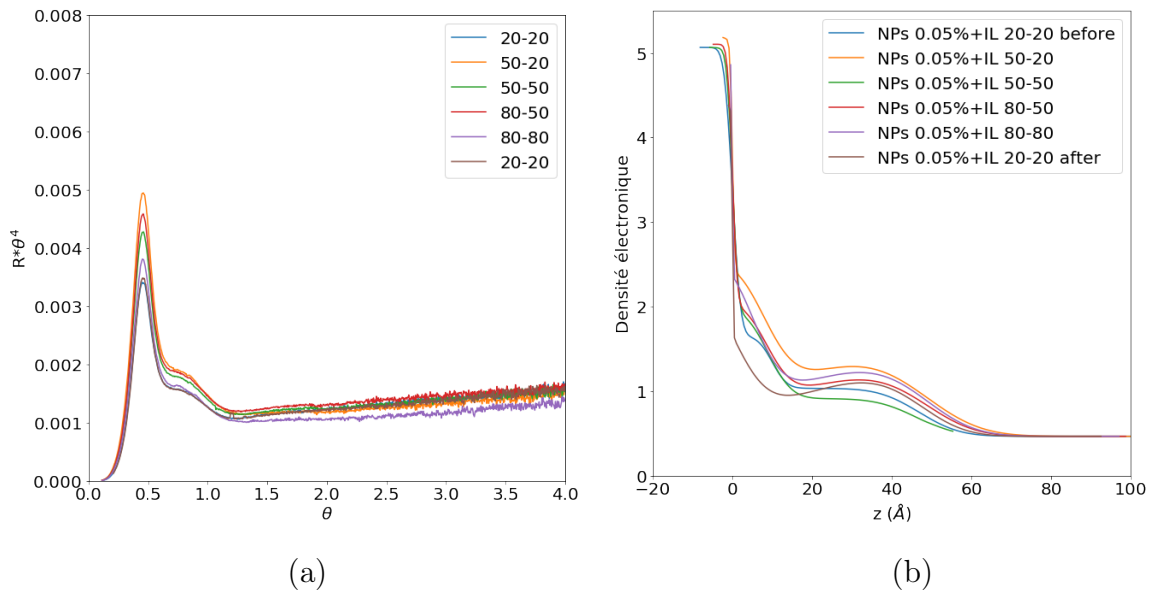 0.008
0.007
0.006
0.005
0.004
0.003
0.002
0.001
0.000
R*θ⁴
0.0 0.5 1.0 1.5 2.0 2.5 3.0 3.5 4.0
θ
20-20
50-20
50-50
80-50
80-80
20-20
(a)
5
4
3
2
1
0
Densité électronique
−20 0 20 40 60 80 100
z (Å)
NPs 0.05%+IL 20-20 before
NPs 0.05%+IL 50-20
NPs 0.05%+IL 50-50
NPs 0.05%+IL 80-50
NPs 0.05%+IL 80-80
NPs 0.05%+IL 20-20 after
(b)